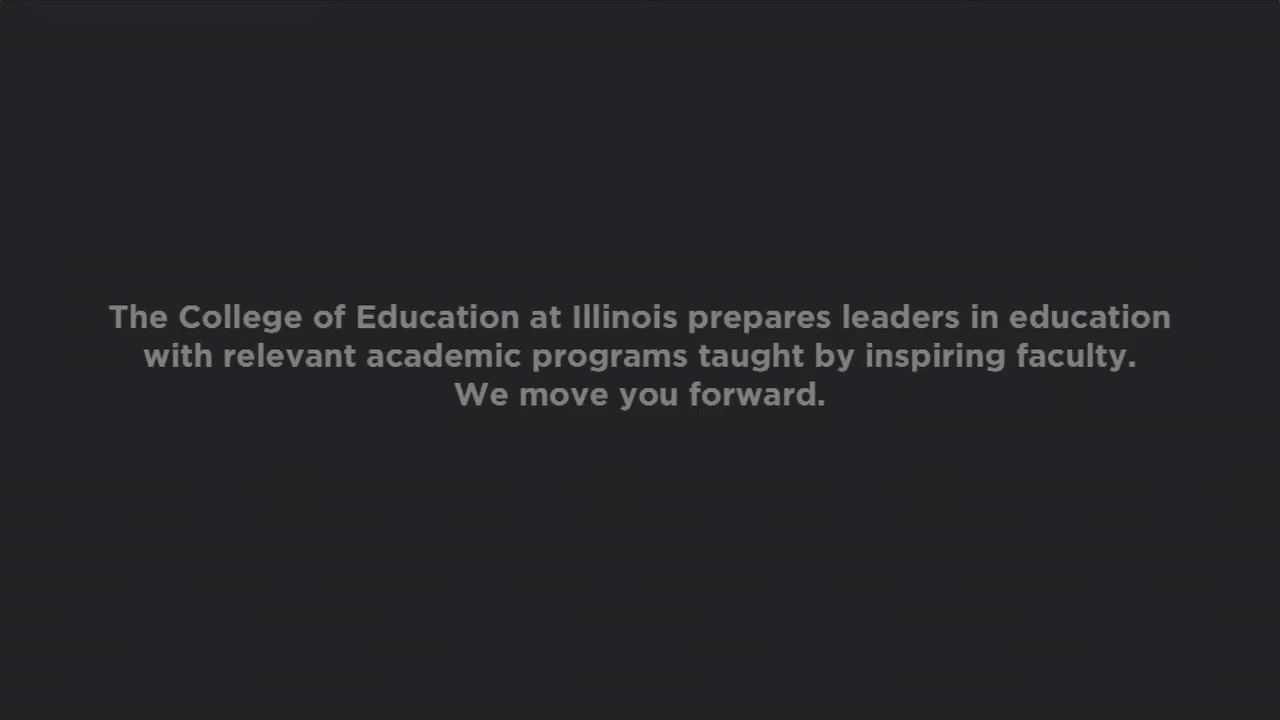 The College of Education at Illinois prepares leaders in education
with relevant academic programs taught by inspiring faculty.
We move you forward.